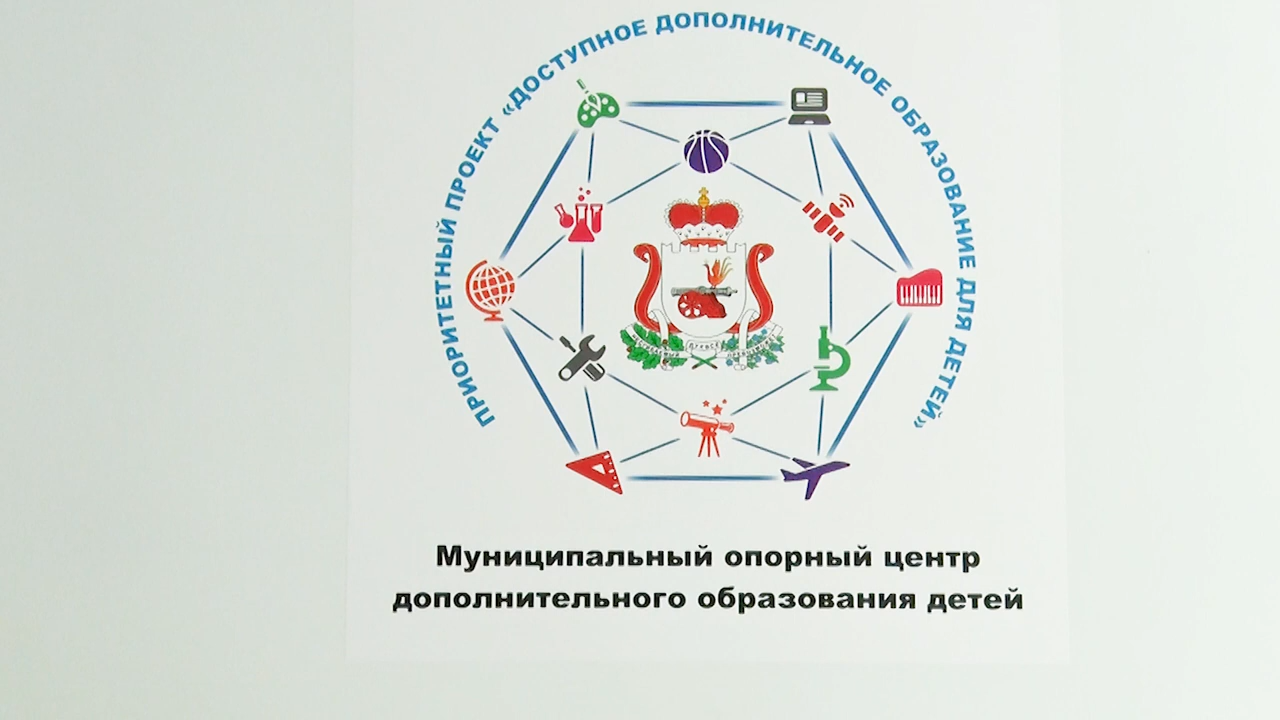 ПРИОРИТЕТНЫЙ ПРОЕКТ «ДОСТУПНОЕ ДОПОЛНИТЕЛЬНОЕ ОБРАЗОВАНИЕ ДЛЯ ДЕТЕЙ»
Муниципальный опорный центр
дополнительного образования детей